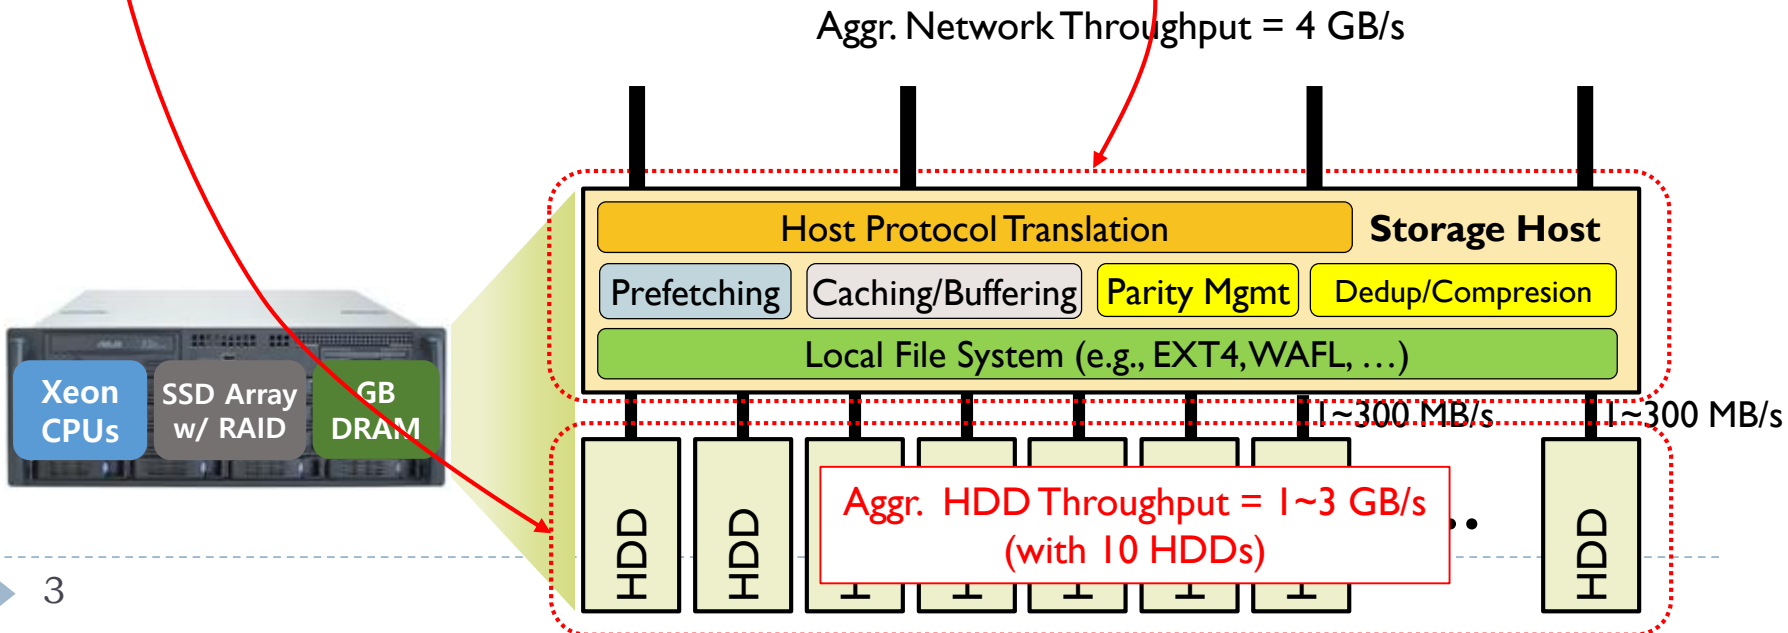 Aggr. Network Throughput = 4 GB/s
Host Protocol Translation
Storage Host
Prefetching
Caching/Buffering
Parity Mgmt
Dedup/Compresion
Local File System (e.g., EXT4, WAFL, …)
Xeon
CPUs
SSD Array
w/ RAID
GB
DRAM
1~300 MB/s
1~300 MB/s
HDD
HDD
Aggr. HDD Throughput = 1~3 GB/s
(with 10 HDDs)
HDD
3